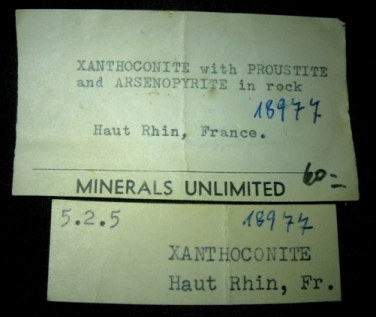 XANTHOCONITE with PROUSTITE
and ARSENOPYRITE in rock
18977
Haut Rhin, France.
MINERALS UNLIMITED 60=
5.2.5 18977
XANTHOCONITE
Haut Rhin, Fr.